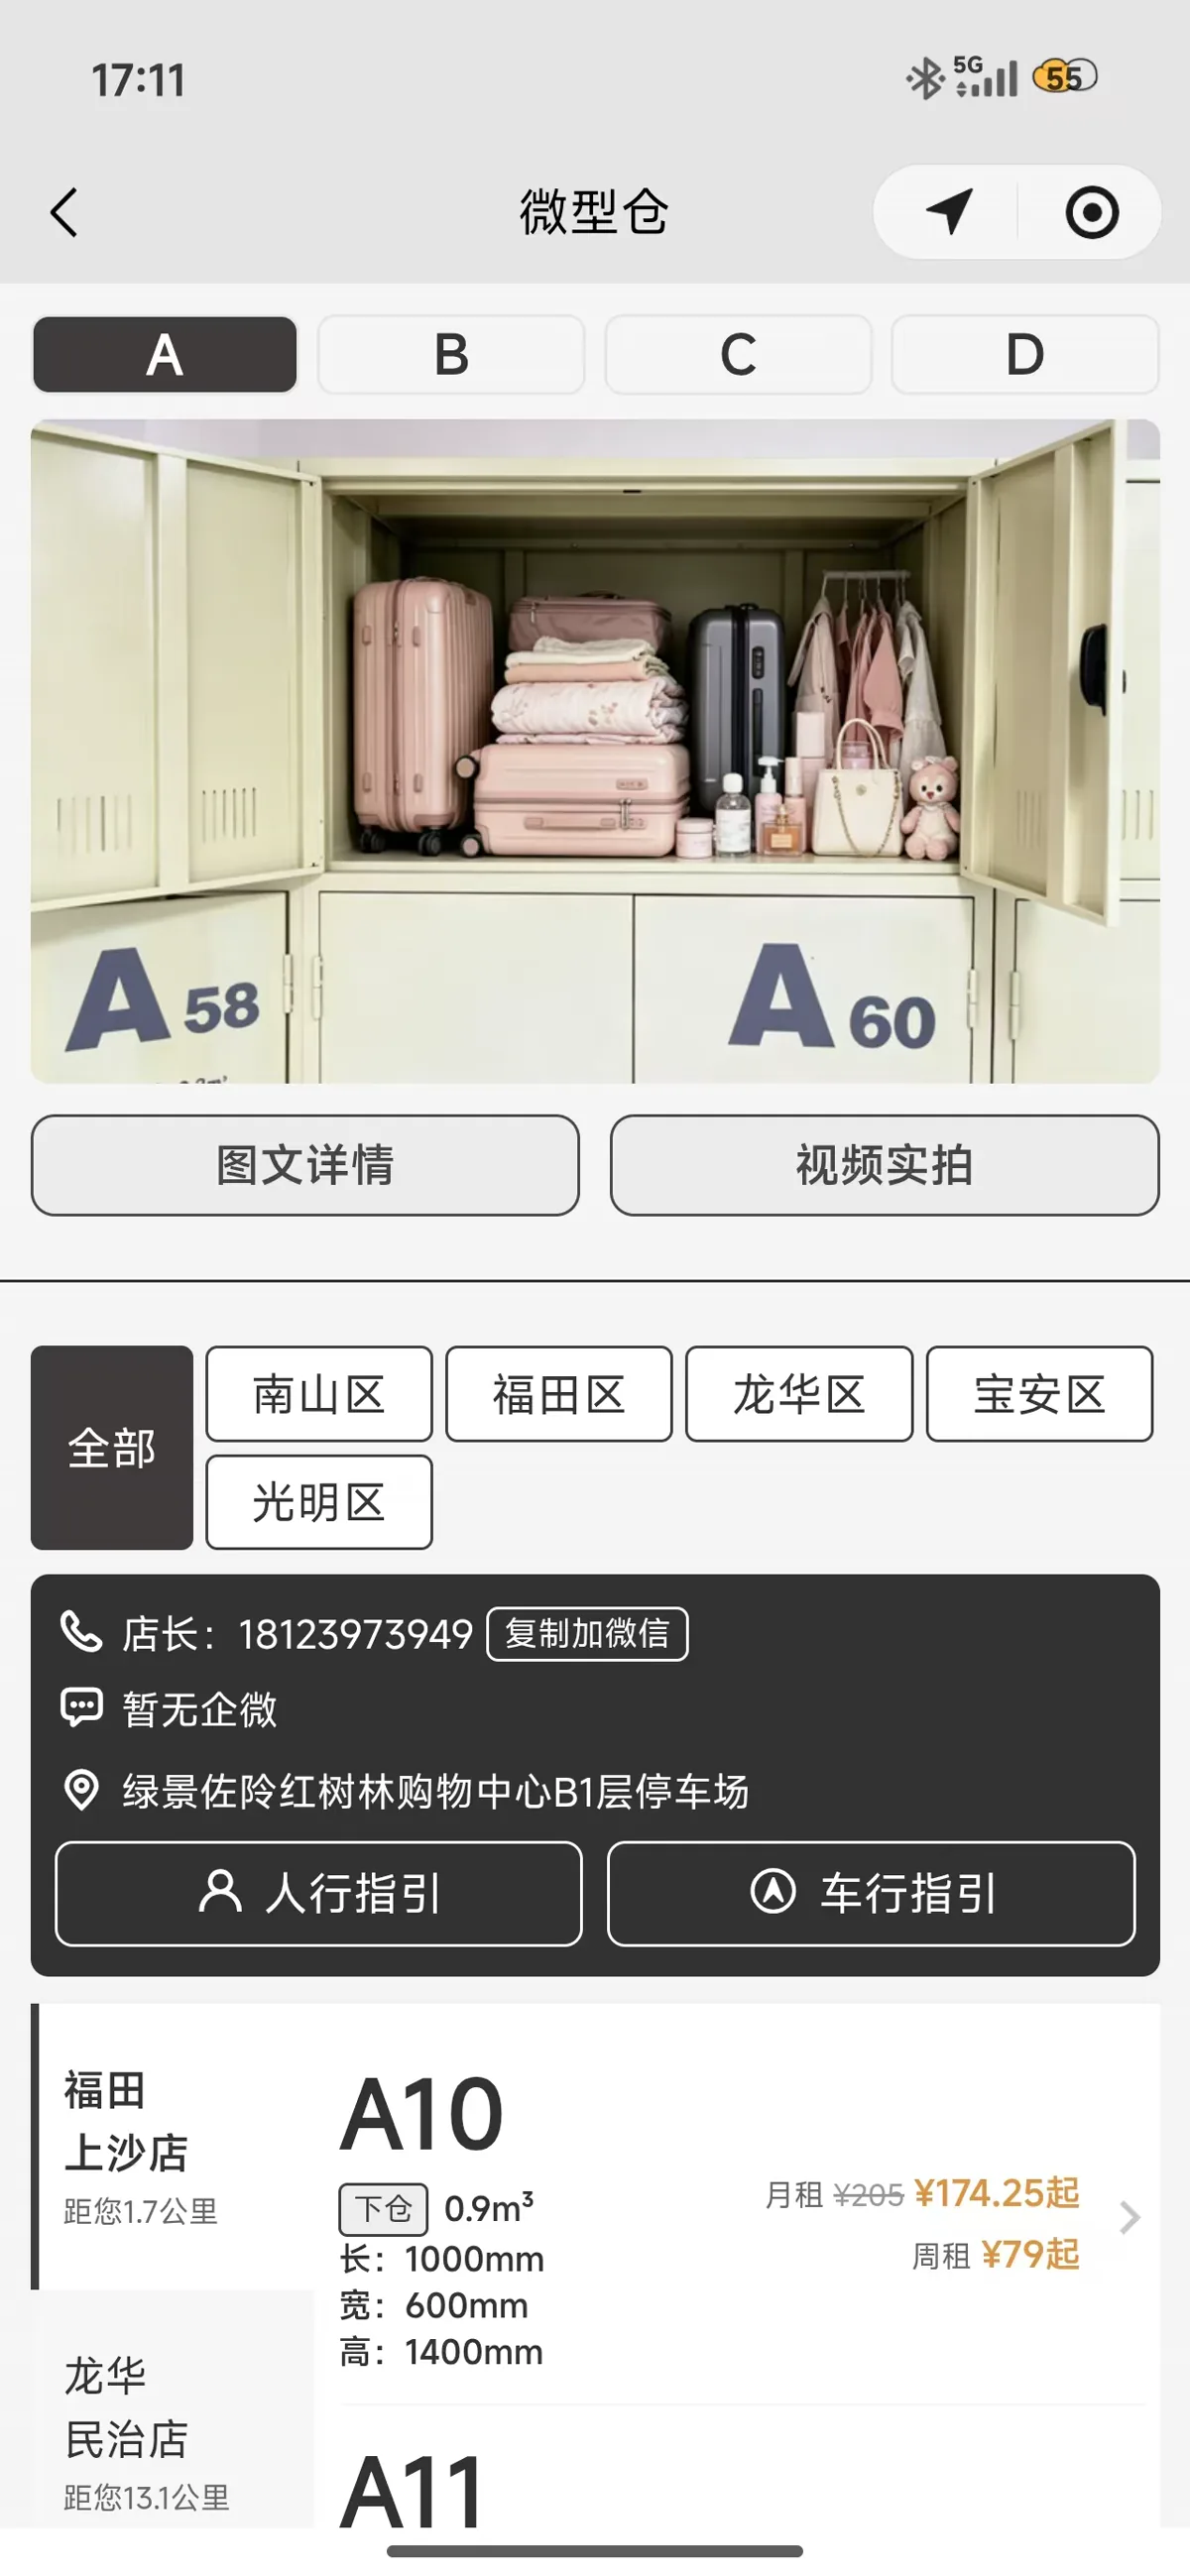 17:11
5G
55
微型仓
A
B
C
D
A 58
A 60
图文详情
视频实拍
全部
南山区
福田区
龙华区
宝安区
光明区
店长：18123973949 复制加微信
暂无企微
绿景佐阾红树林购物中心B1层停车场
人行指引
车行指引
福田
上沙店
距您1.7公里
A10
下仓 0.9m³
长：1000mm
宽：600mm
高：1400mm
月租 ¥205 ¥174.25起
周租 ¥79起
龙华
民治店
距您13.1公里
A11